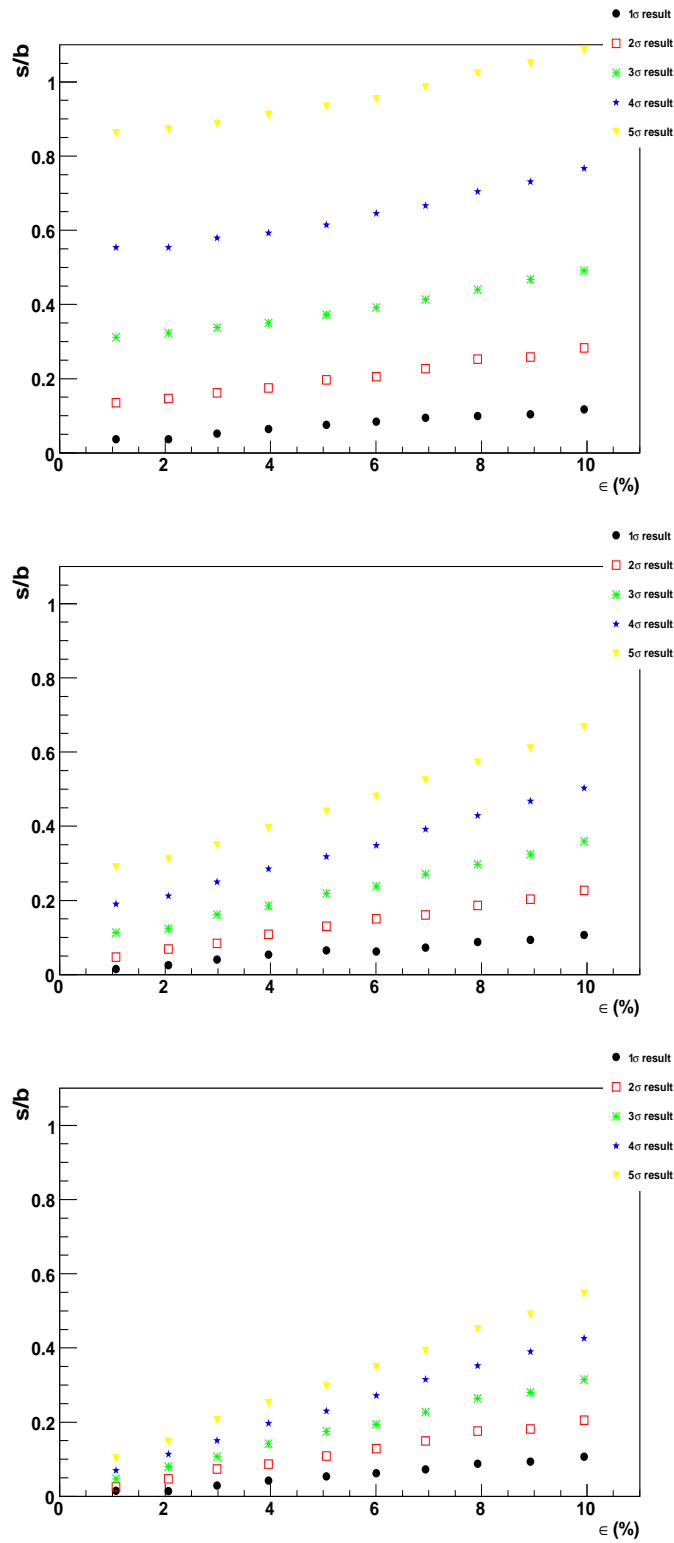 1σ result
2σ result
3σ result
4σ result
5σ result
s/b
1
0.8
0.6
0.4
0.2
0
0 2 4 6 8 10
∈ (%)
1σ result
2σ result
3σ result
4σ result
5σ result
s/b
1
0.8
0.6
0.4
0.2
0
0 2 4 6 8 10
∈ (%)
1σ result
2σ result
3σ result
4σ result
5σ result
s/b
1
0.8
0.6
0.4
0.2
0
0 2 4 6 8 10
∈ (%)